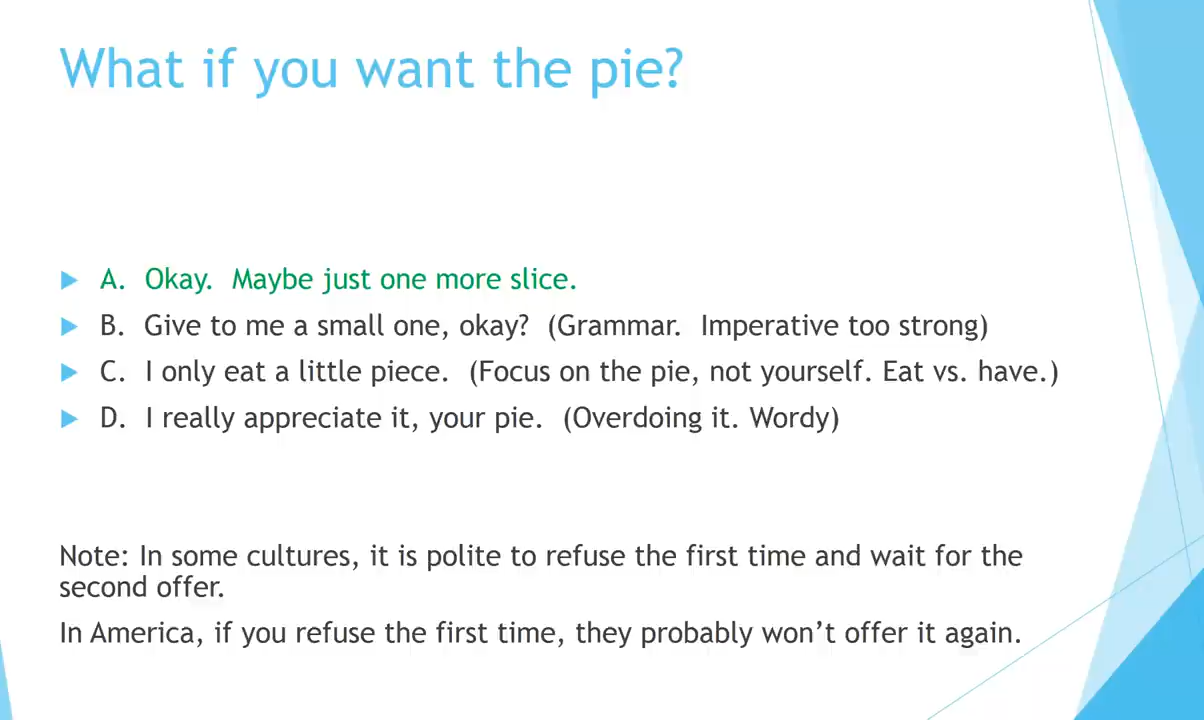 What if you want the pie?
A. Okay. Maybe just one more slice.
B. Give to me a small one, okay? (Grammar. Imperative too strong)
C. I only eat a little piece. (Focus on the pie, not yourself. Eat vs. have.)
D. I really appreciate it, your pie. (Overdoing it. Wordy)
Note: In some cultures, it is polite to refuse the first time and wait for the
second offer.
In America, if you refuse the first time, they probably won’t offer it again.